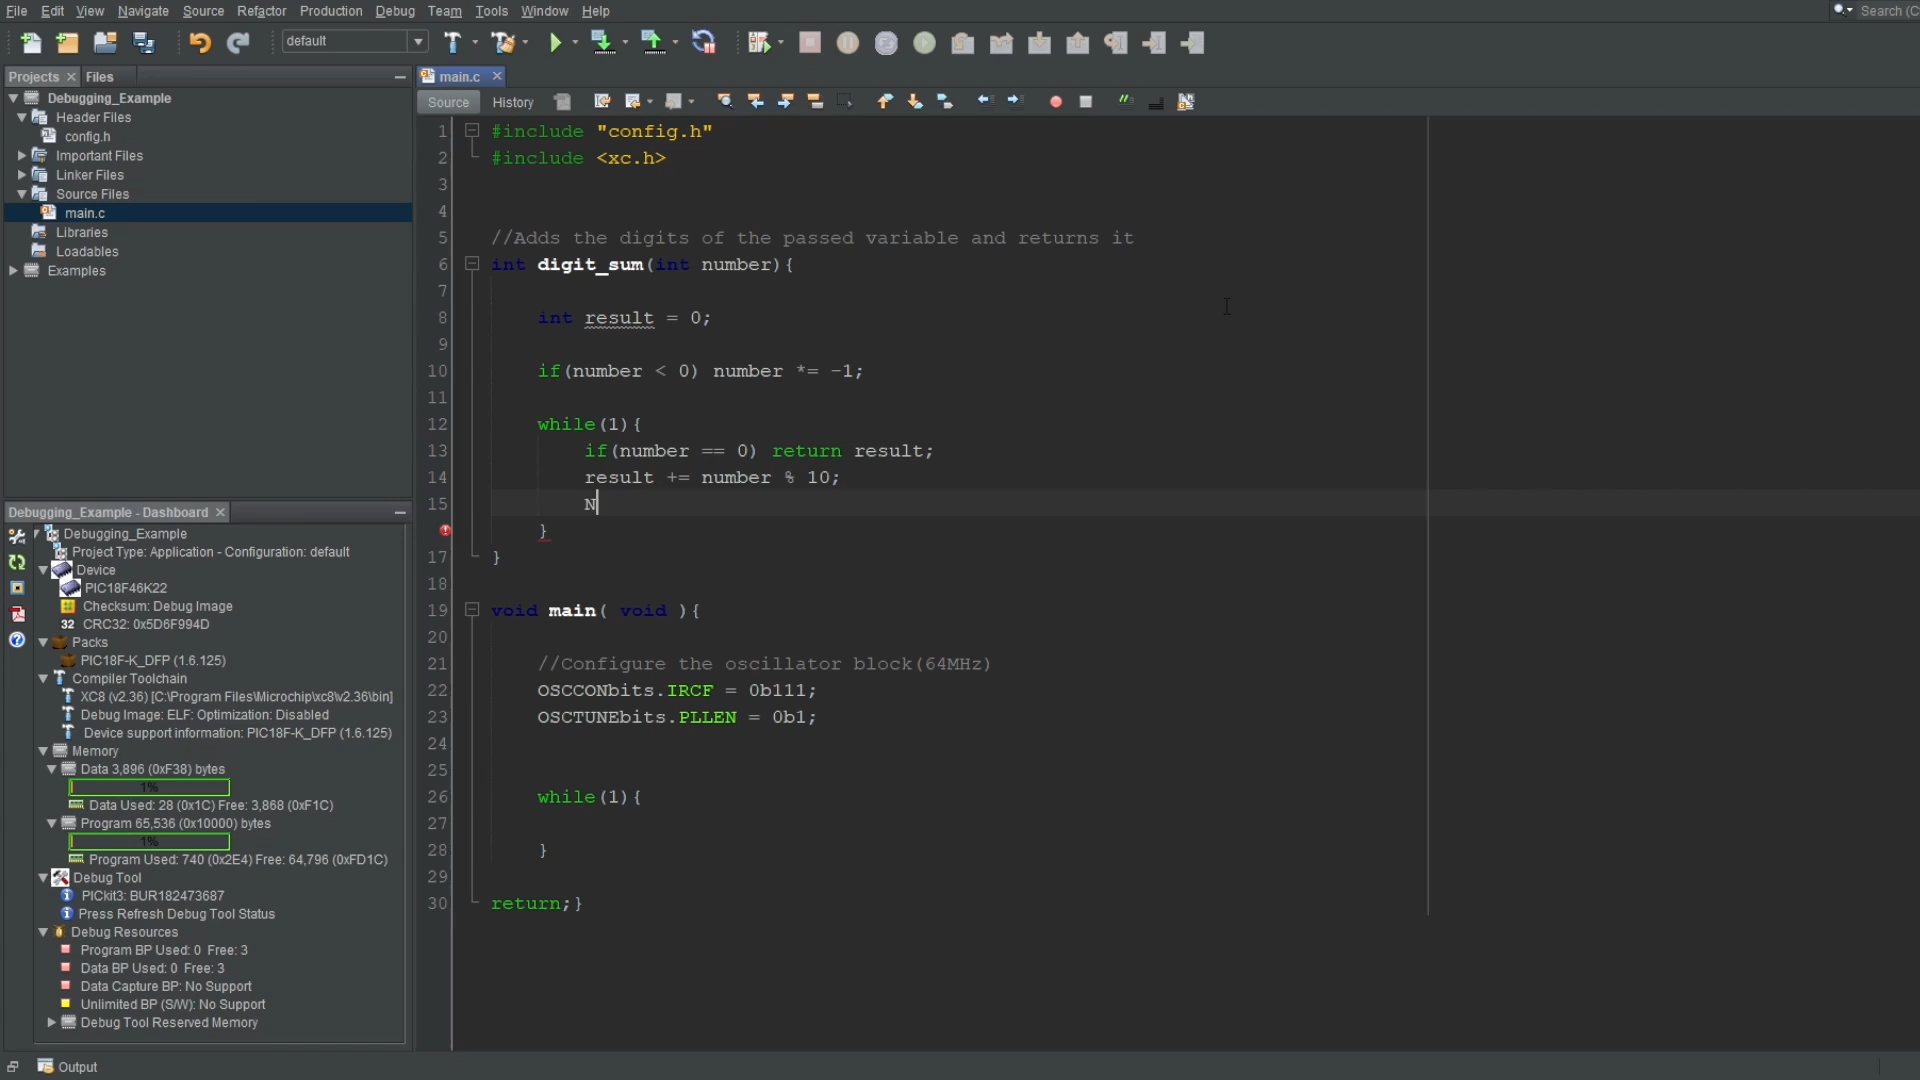 File Edit View Navigate Source Refactor Production Debug Team Tools Window Help
Search (C
default
Projects Files
main.c
Source History
Debugging_Example
Header Files
config.h
Important Files
Linker Files
Source Files
main.c
Libraries
Loadables
Examples
Debugging_Example - Dashboard
Debugging_Example
Project Type: Application - Configuration: default
Device
PIC18F46K22
Checksum: Debug Image
32 CRC32: 0x5D6F994D
Packs
PIC18F-K_DFP (1.6.125)
Compiler Toolchain
XC8 (v2.36) [C:\Program Files\Microchip\xc8\v2.36\bin]
Debug Image: ELF: Optimization: Disabled
Device support information: PIC18F-K_DFP (1.6.125)
Memory
Data 3,896 (0xF38) bytes
1%
Data Used: 28 (0x1C) Free: 3,868 (0xF1C)
Program 65,536 (0x10000) bytes
1%
Program Used: 740 (0x2E4) Free: 64,796 (0xFD1C)
Debug Tool
PICkit3: BUR182473687
Press Refresh Debug Tool Status
Debug Resources
Program BP Used: 0 Free: 3
Data BP Used: 0 Free: 3
Data Capture BP: No Support
Unlimited BP (S/W): No Support
Debug Tool Reserved Memory
1 #include "config.h"
2 #include <xc.h>
3
4
5 //Adds the digits of the passed variable and returns it
6 int digit_sum(int number){
7
8 int result = 0;
9
10 if(number < 0) number *= -1;
11
12 while(1){
13 if(number == 0) return result;
14 result += number % 10;
15 N
}
17 }
18
19 void main( void ){
20
21 //Configure the oscillator block(64MHz)
22 OSCCONbits.IRCF = 0b111;
23 OSCTUNEbits.PLLEN = 0b1;
24
25
26 while(1){
27
28 }
29
30 return;}
Output